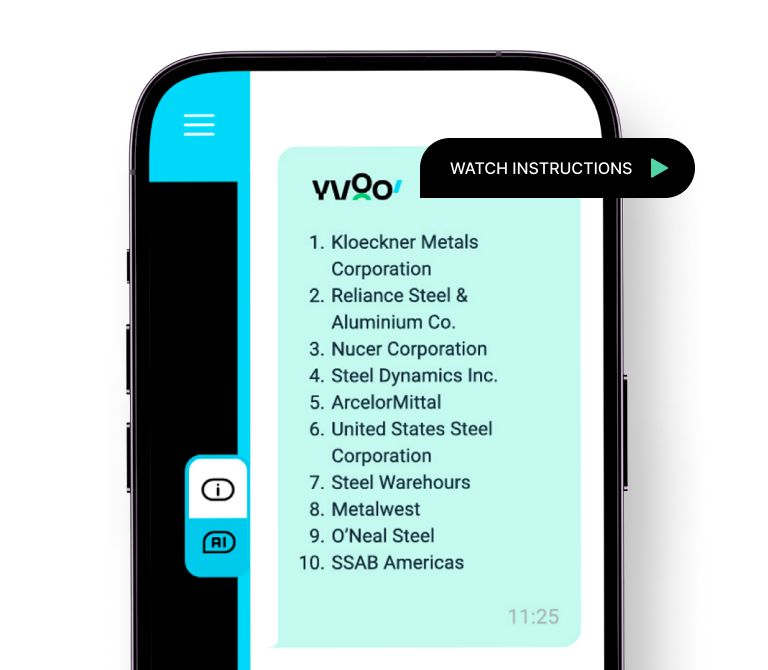 WATCH INSTRUCTIONS
YVOO
1. Kloeckner Metals
Corporation
2. Reliance Steel &
Aluminium Co.
3. Nucer Corporation
4. Steel Dynamics Inc.
5. ArcelorMittal
6. United States Steel
Corporation
7. Steel Warehours
8. Metalwest
9. O’Neal Steel
10. SSAB Americas
11:25
i
AI